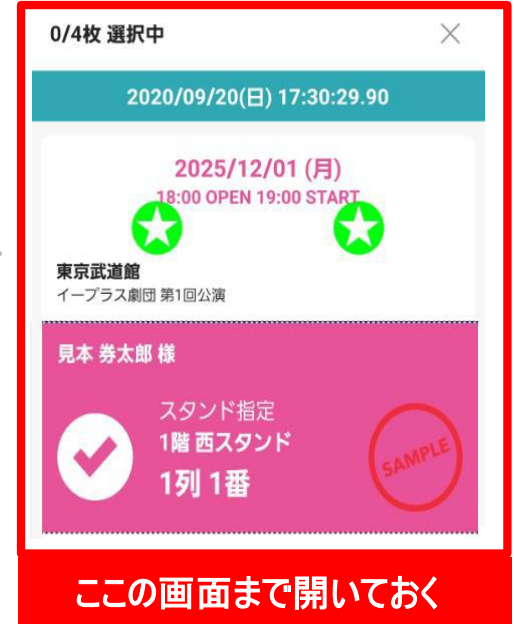 0/4枚 選択中
2020/09/20(日) 17:30:29.90
2025/12/01 (月)
18:00 OPEN 19:00 START
東京武道館
イープラス劇団 第1回公演
見本 券太郎 様
スタンド指定
1階 西スタンド
1列 1番
SAMPLE
ここの画面まで開いておく